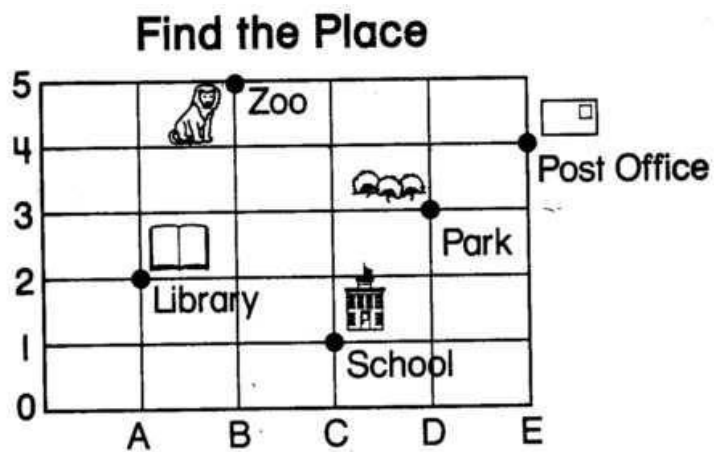 Find the Place
5
Zoo
4
Post Office
3
Park
2
Library
1
School
0
A B C D E